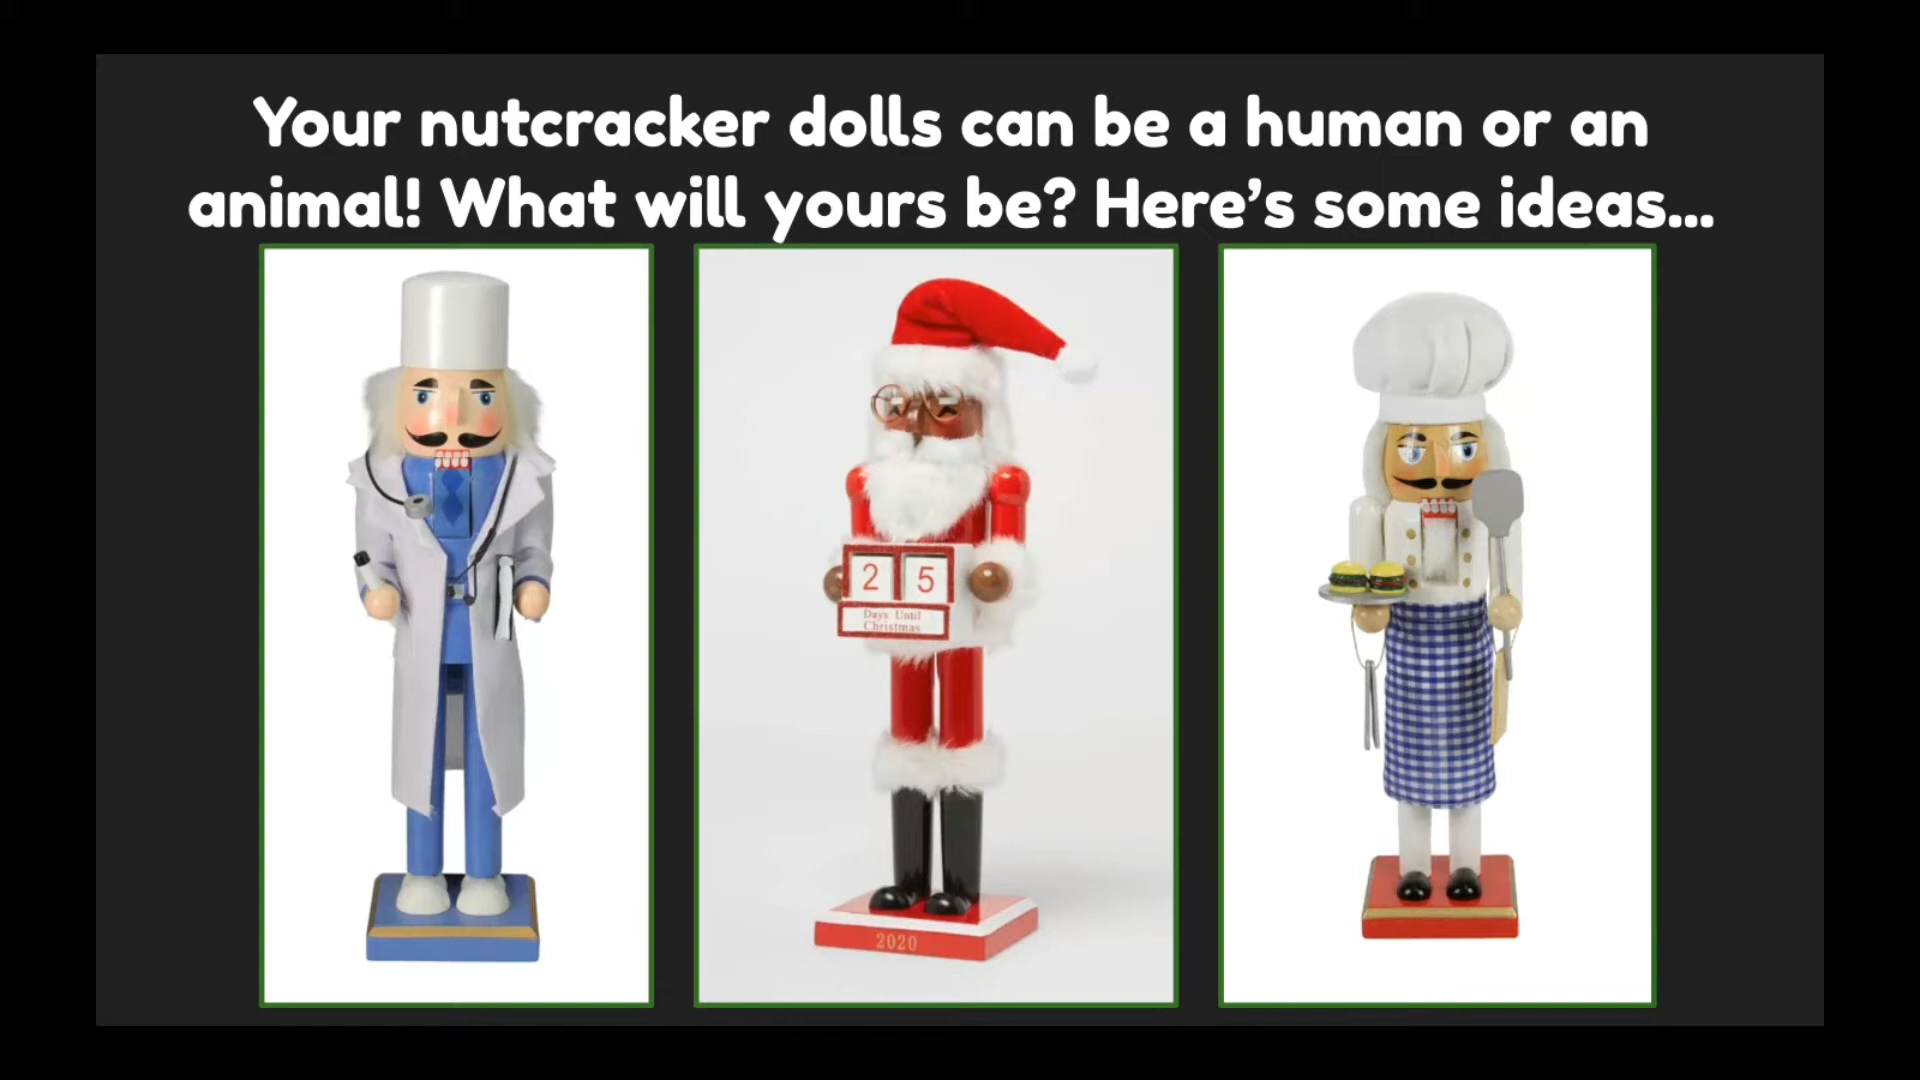 Your nutcracker dolls can be a human or an
animal! What will yours be? Here’s some ideas...
2 5
Days Until
Christmas
2020